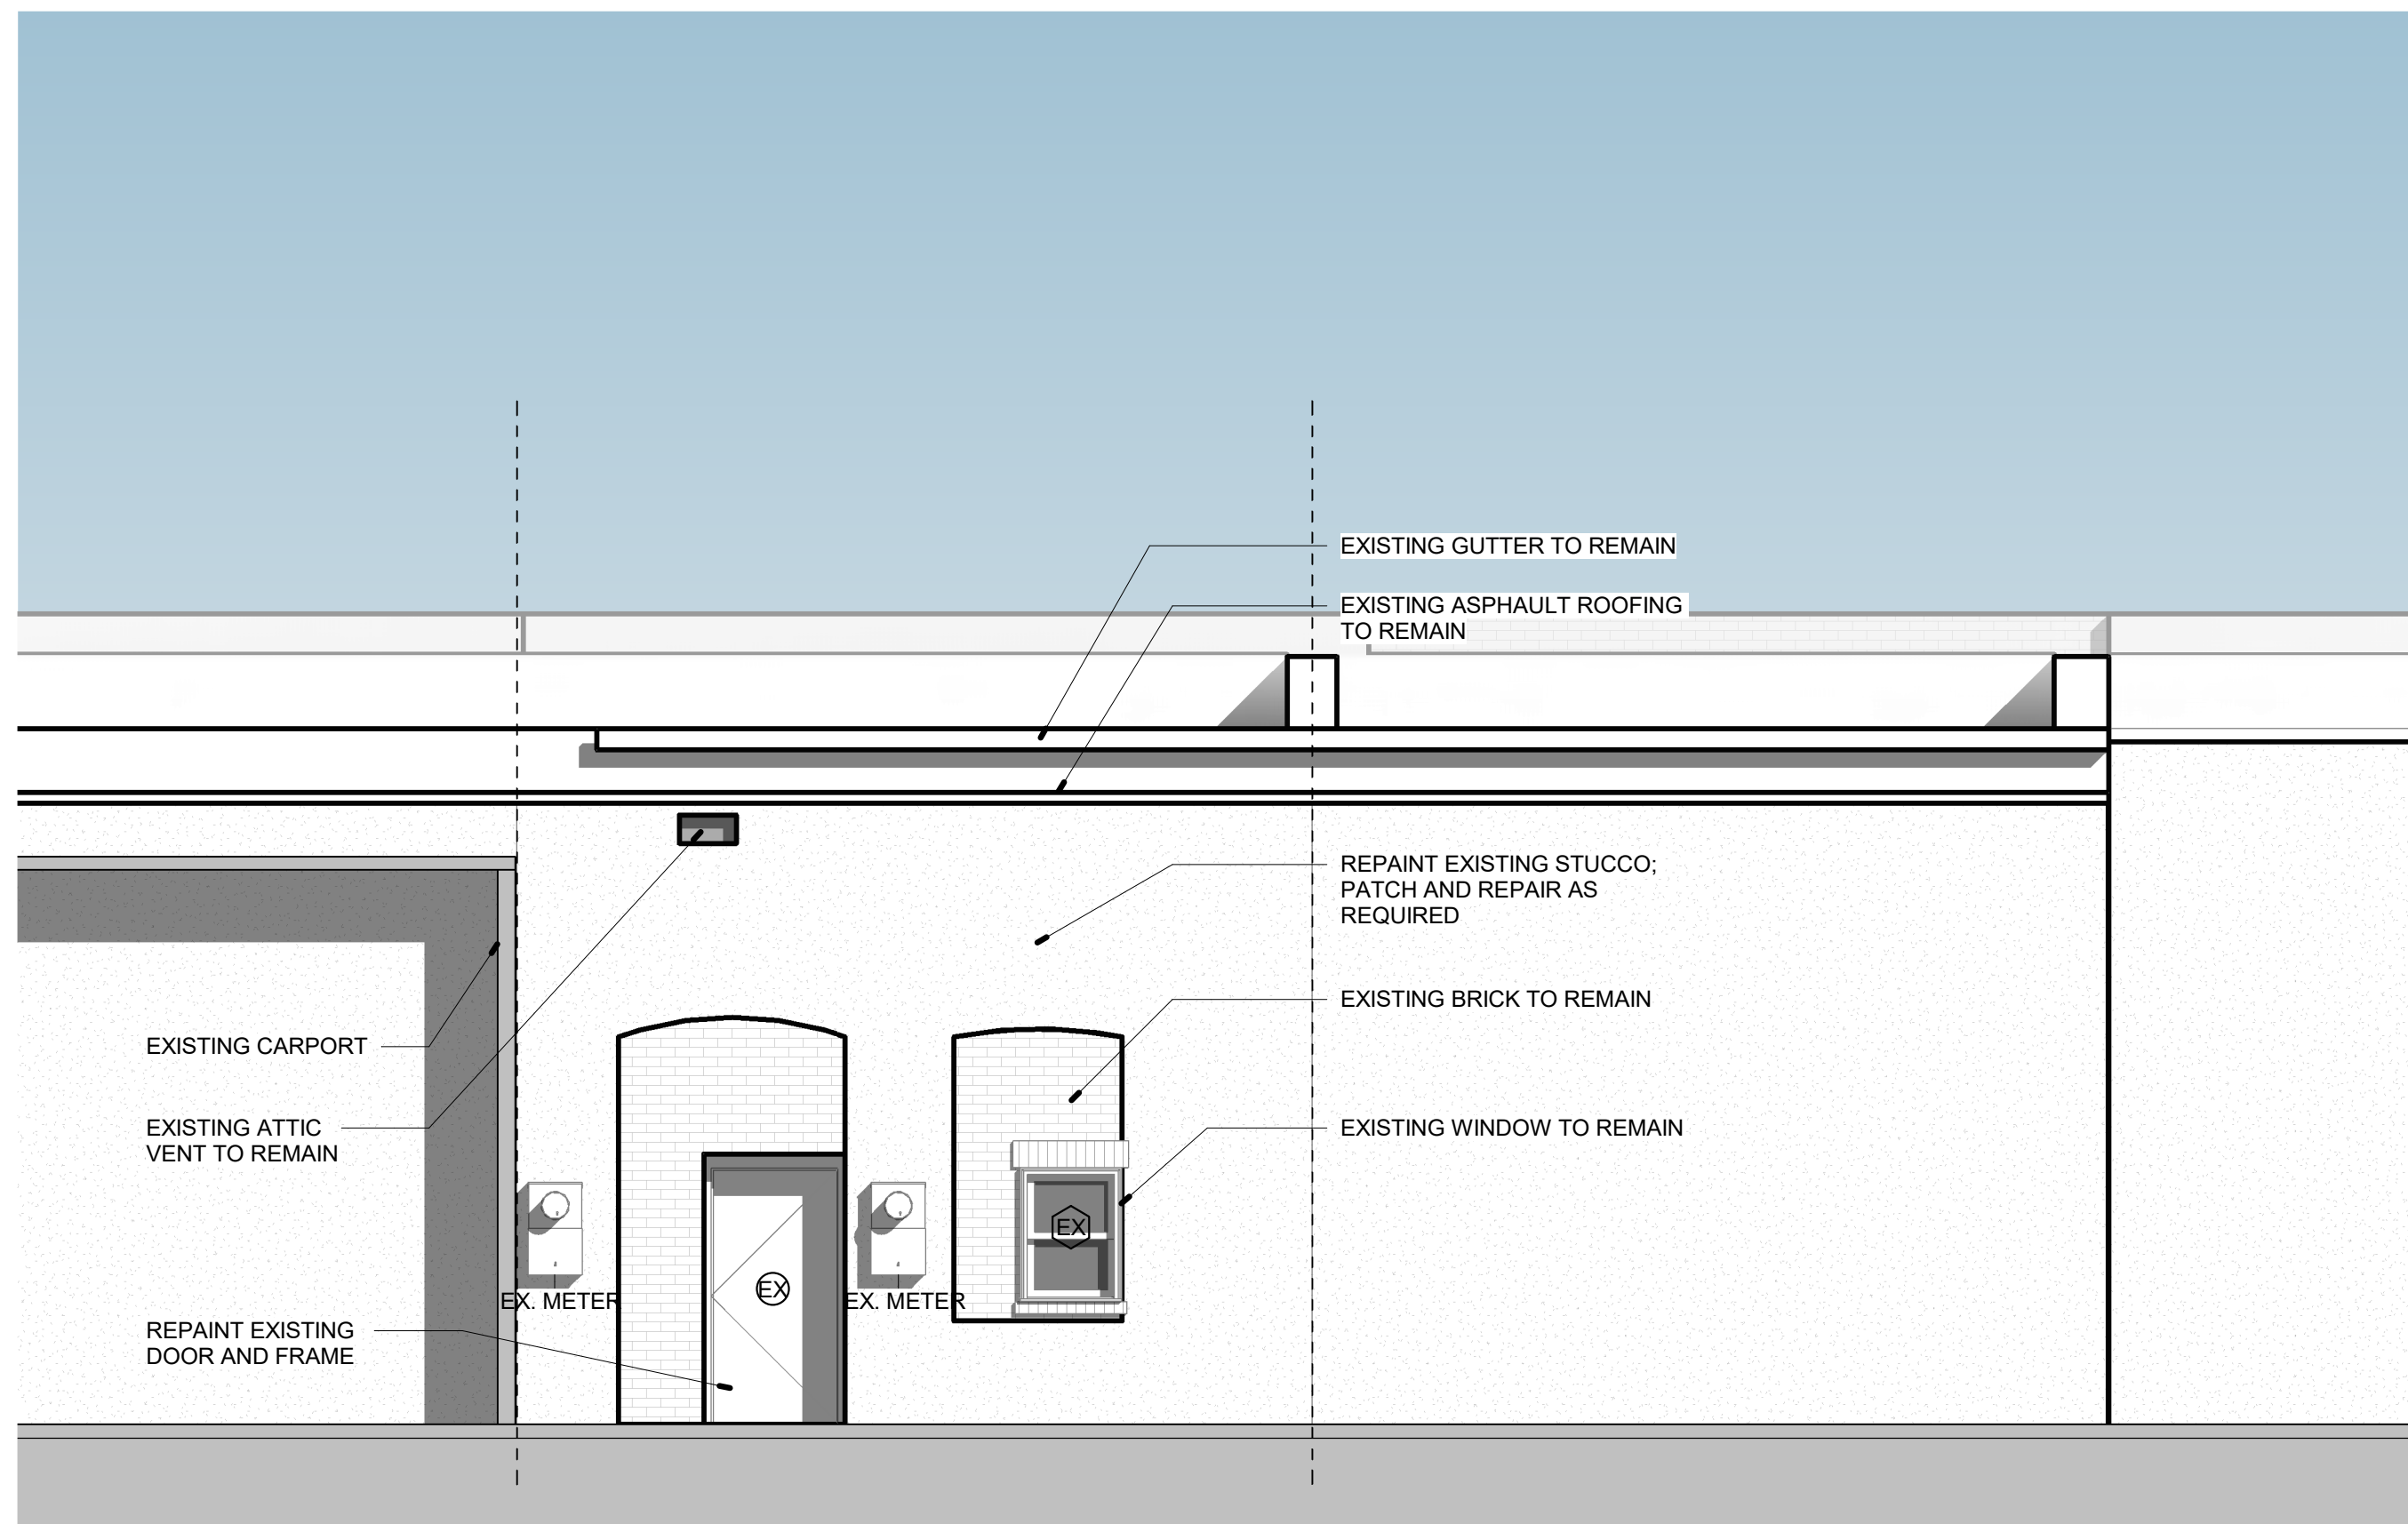 EXISTING GUTTER TO REMAIN
EXISTING ASPHAULT ROOFING
TO REMAIN
REPAINT EXISTING STUCCO;
PATCH AND REPAIR AS
REQUIRED
EXISTING BRICK TO REMAIN
EXISTING CARPORT
EXISTING ATTIC
VENT TO REMAIN
EXISTING WINDOW TO REMAIN
EX
EX
EX. METER
EX. METER
REPAINT EXISTING
DOOR AND FRAME